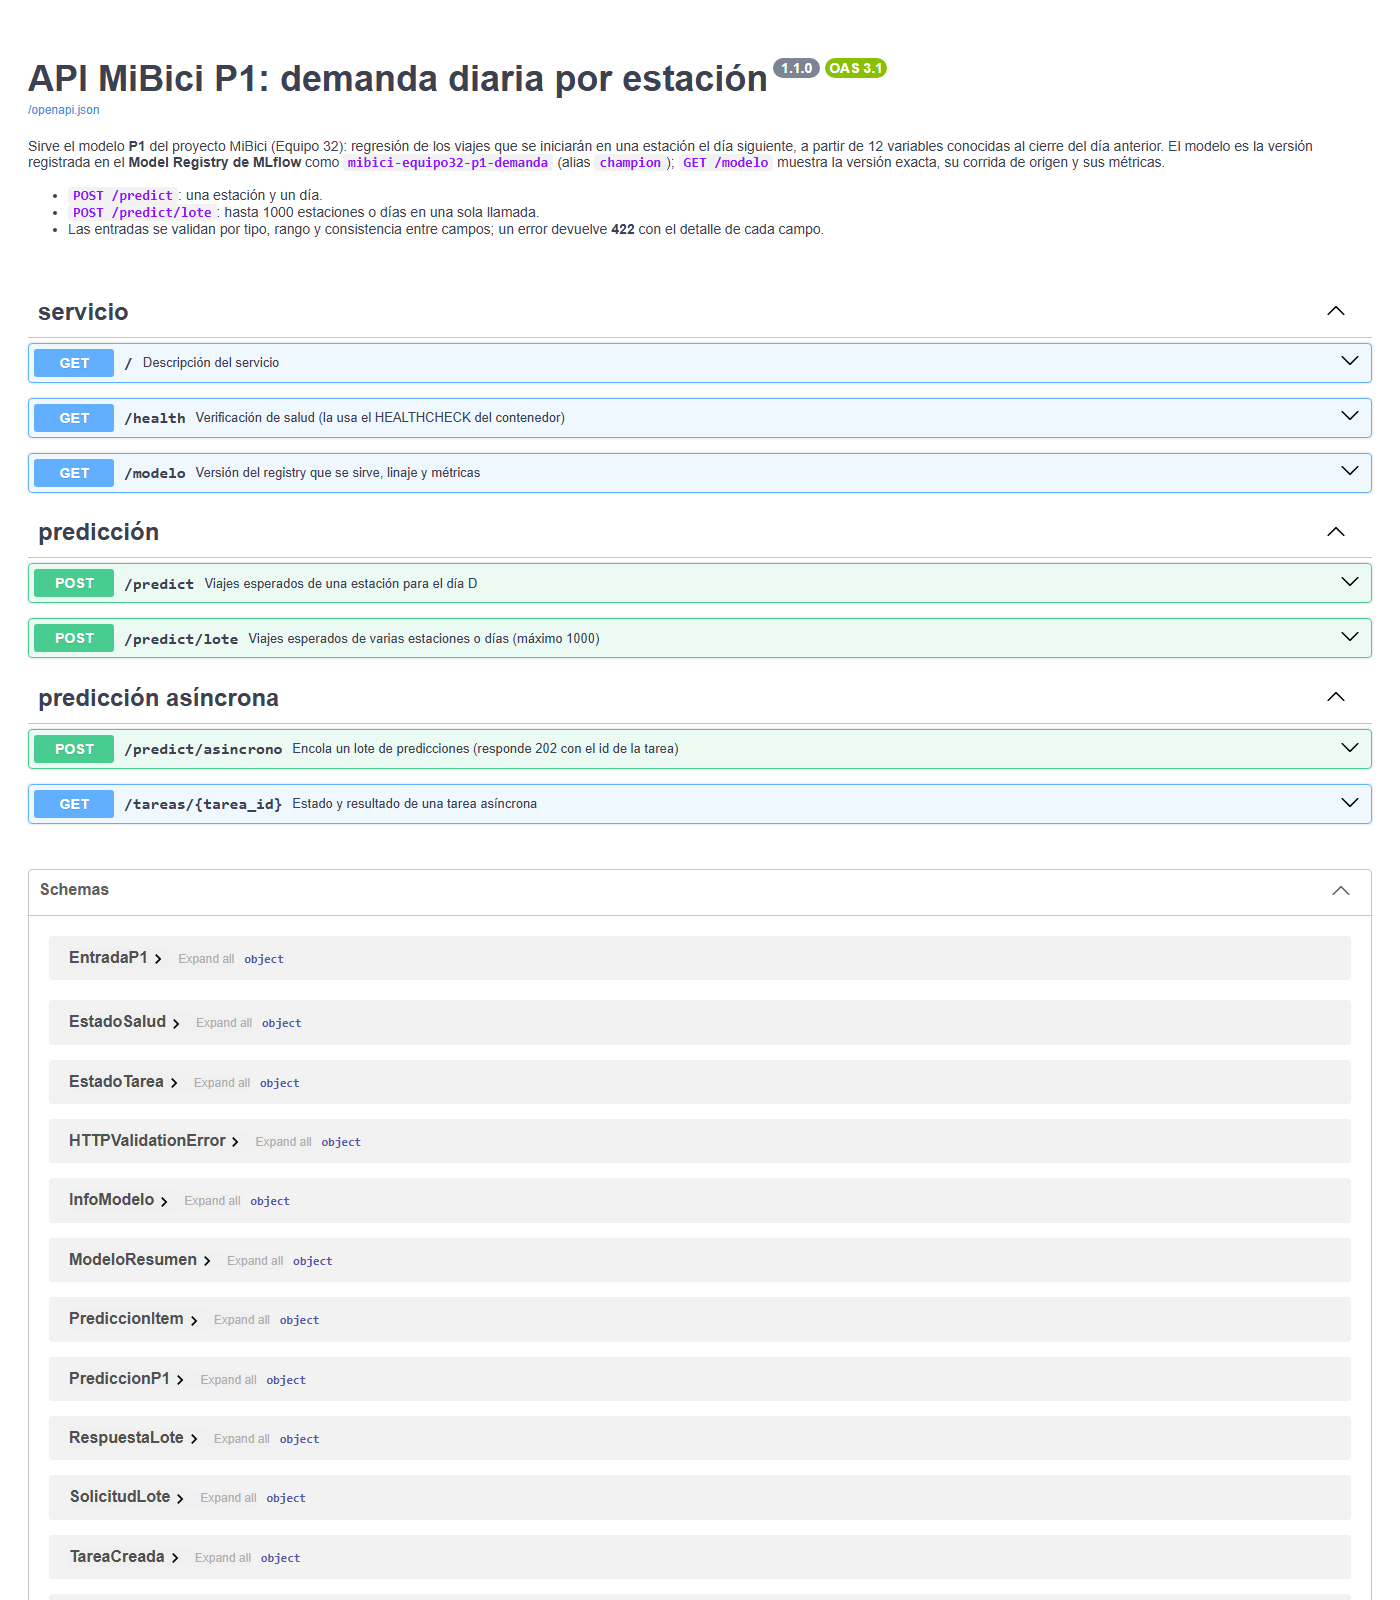 API MiBici P1: demanda diaria por estación 1.1.0 OAS 3.1
/openapi.json
Sirve el modelo P1 del proyecto MiBici (Equipo 32): regresión de los viajes que se iniciarán en una estación el día siguiente, a partir de 12 variables conocidas al cierre del día anterior. El modelo es la versión
registrada en el Model Registry de MLflow como mibici-equipo32-p1-demanda (alias champion ); GET /modelo muestra la versión exacta, su corrida de origen y sus métricas.
• POST /predict : una estación y un día.
• POST /predict/lote : hasta 1000 estaciones o días en una sola llamada.
• Las entradas se validan por tipo, rango y consistencia entre campos; un error devuelve 422 con el detalle de cada campo.
servicio
GET / Descripción del servicio
GET /health Verificación de salud (la usa el HEALTHCHECK del contenedor)
GET /modelo Versión del registry que se sirve, linaje y métricas
predicción
POST /predict Viajes esperados de una estación para el día D
POST /predict/lote Viajes esperados de varias estaciones o días (máximo 1000)
predicción asíncrona
POST /predict/asincrono Encola un lote de predicciones (responde 202 con el id de la tarea)
GET /tareas/{tarea_id} Estado y resultado de una tarea asíncrona
Schemas
EntradaP1 Expand all object
EstadoSalud Expand all object
EstadoTarea Expand all object
HTTPValidationError Expand all object
InfoModelo Expand all object
ModeloResumen Expand all object
PrediccionItem Expand all object
PrediccionP1 Expand all object
RespuestaLote Expand all object
SolicitudLote Expand all object
TareaCreada Expand all object